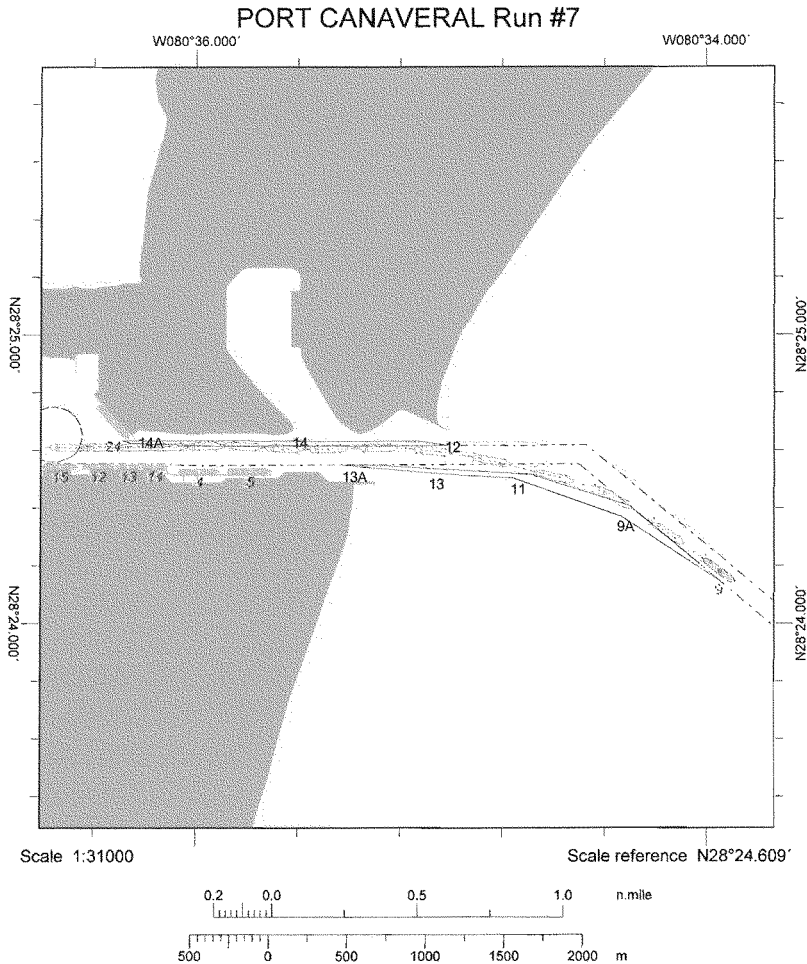 PORT CANAVERAL Run #7
W080°36.000´ W080°34.000´
N28°25.000´ N28°25.000´
24 14A 14 12
15 12 13 14 4 5 13A 13 11
9A
9
N28°24.000´ N28°24.000´
Scale 1:31000 Scale reference N28°24.609´
0.2 0.0 0.5 1.0 n.mile
500 0 500 1000 1500 2000 m